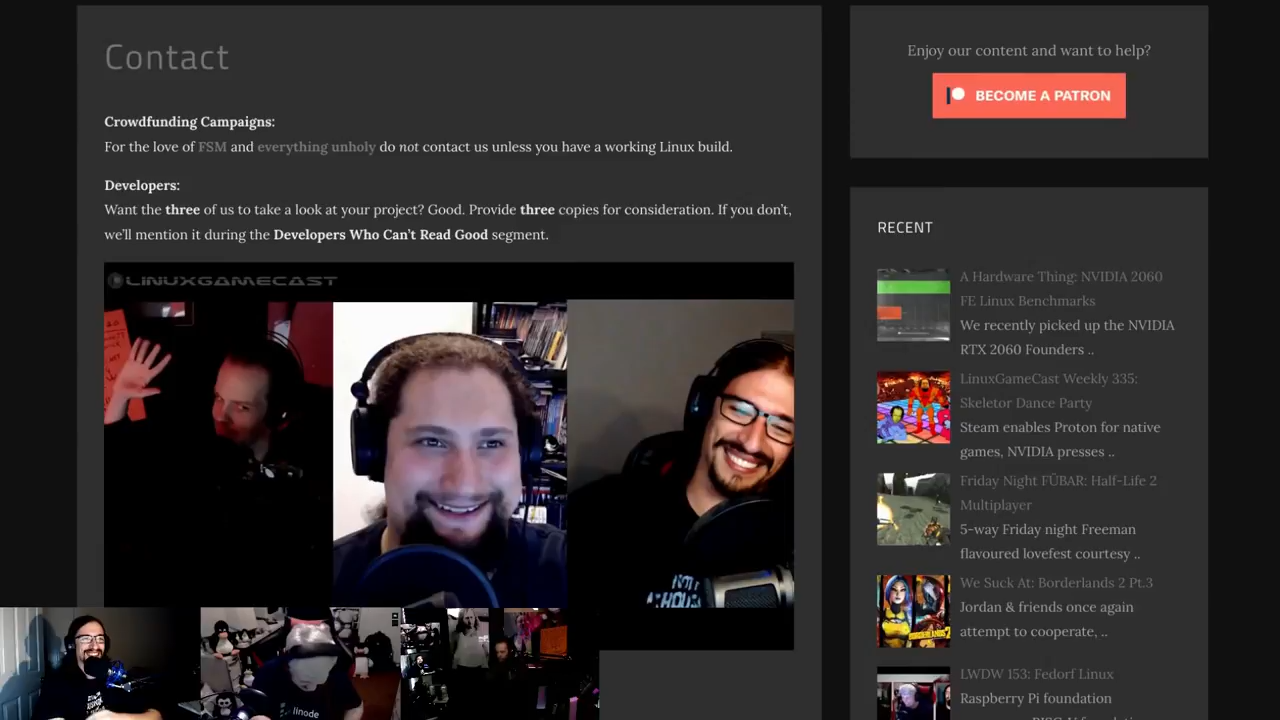 Contact
Crowdfunding Campaigns:
For the love of FSM and everything unholy do not contact us unless you have a working Linux build.
Developers:
Want the three of us to take a look at your project? Good. Provide three copies for consideration. If you don't,
we'll mention it during the Developers Who Can't Read Good segment.
LINUXGAMECAST
linode
Enjoy our content and want to help?
BECOME A PATRON
RECENT
A Hardware Thing: NVIDIA 2060
FE Linux Benchmarks
We recently picked up the NVIDIA
RTX 2060 Founders ..
LinuxGameCast Weekly 335:
Skeletor Dance Party
Steam enables Proton for native
games, NVIDIA presses ..
Friday Night FÜBAR: Half-Life 2
Multiplayer
5-way Friday night Freeman
flavoured lovefest courtesy ..
We Suck At: Borderlands 2 Pt.3
Jordan & friends once again
attempt to cooperate, ..
LWDW 153: Fedorf Linux
Raspberry Pi foundation